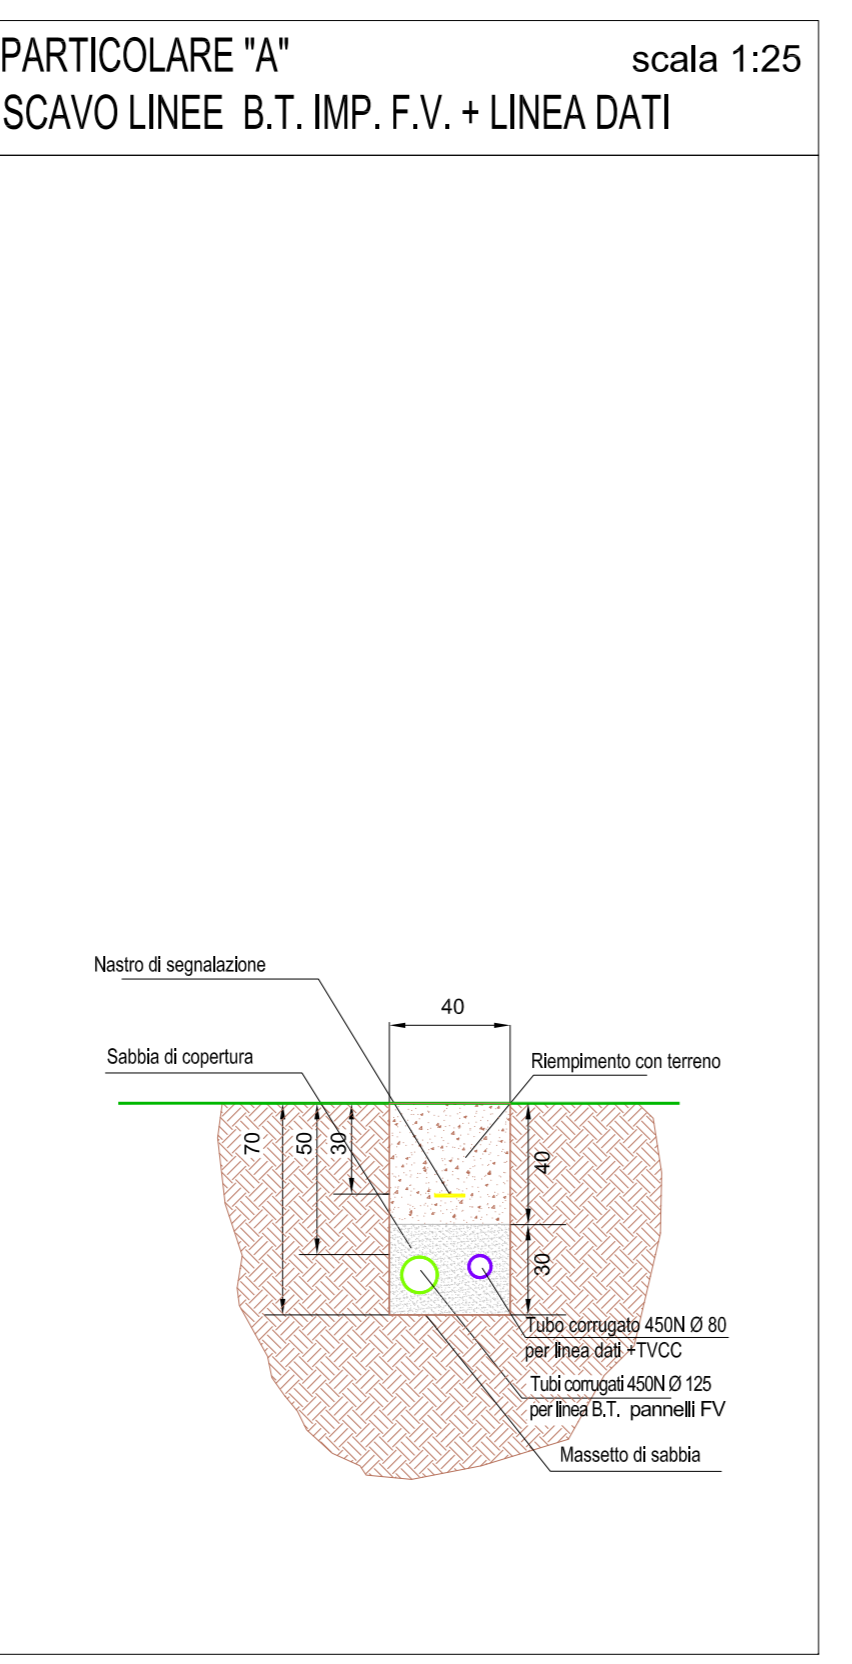 PARTICOLARE "A"
scala 1:25
SCAVO LINEE B.T. IMP. F.V. + LINEA DATI
Nastro di segnalazione
40
Sabbia di copertura
Riempimento con terreno
70
50
30
40
30
Tubo corrugato 450N Ø 80
per linea dati +TVCC
Tubi corrugati 450N Ø 125
per linea B.T. pannelli FV
Massetto di sabbia